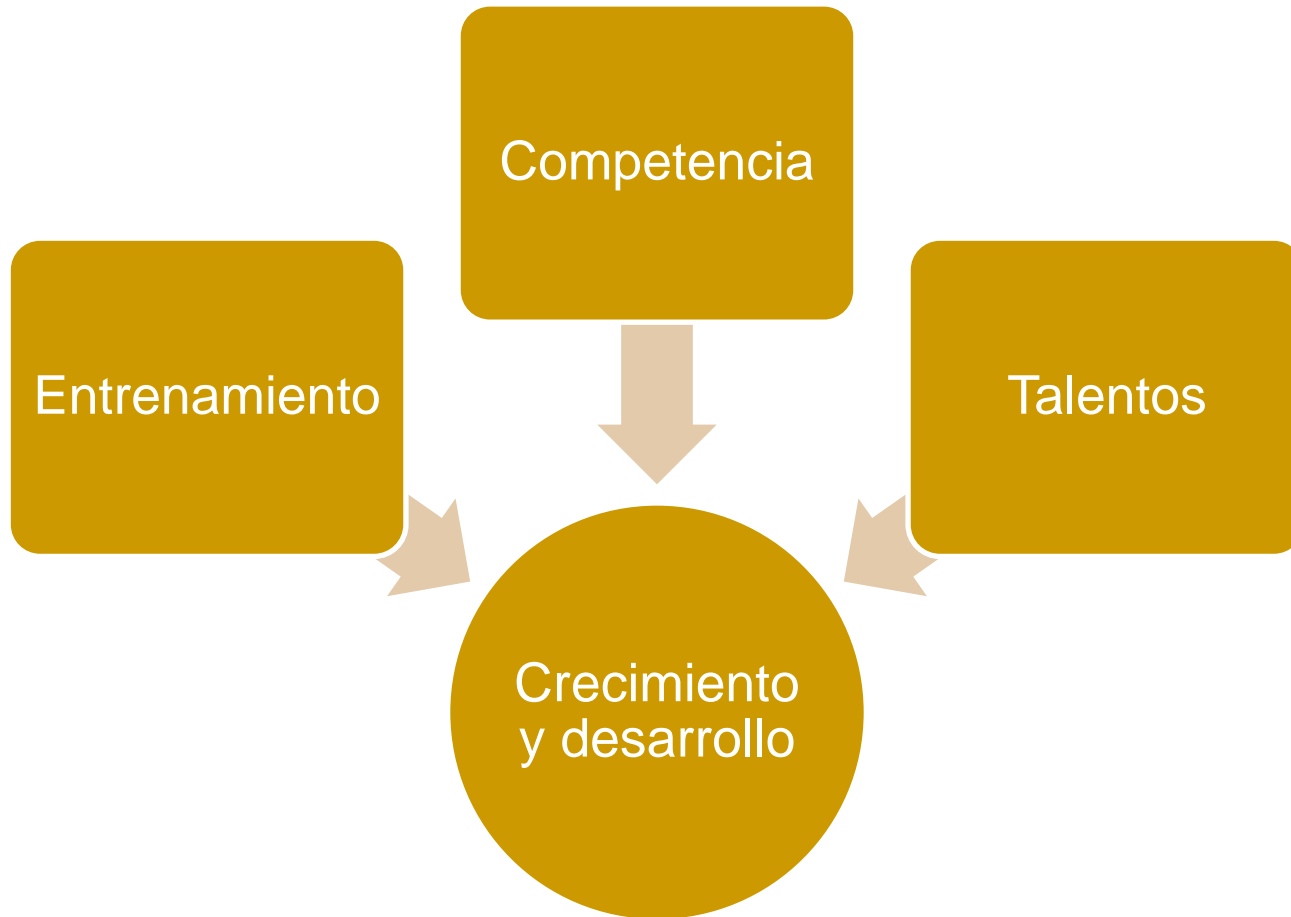 Competencia
Entrenamiento
Talentos
Crecimiento
y desarrollo